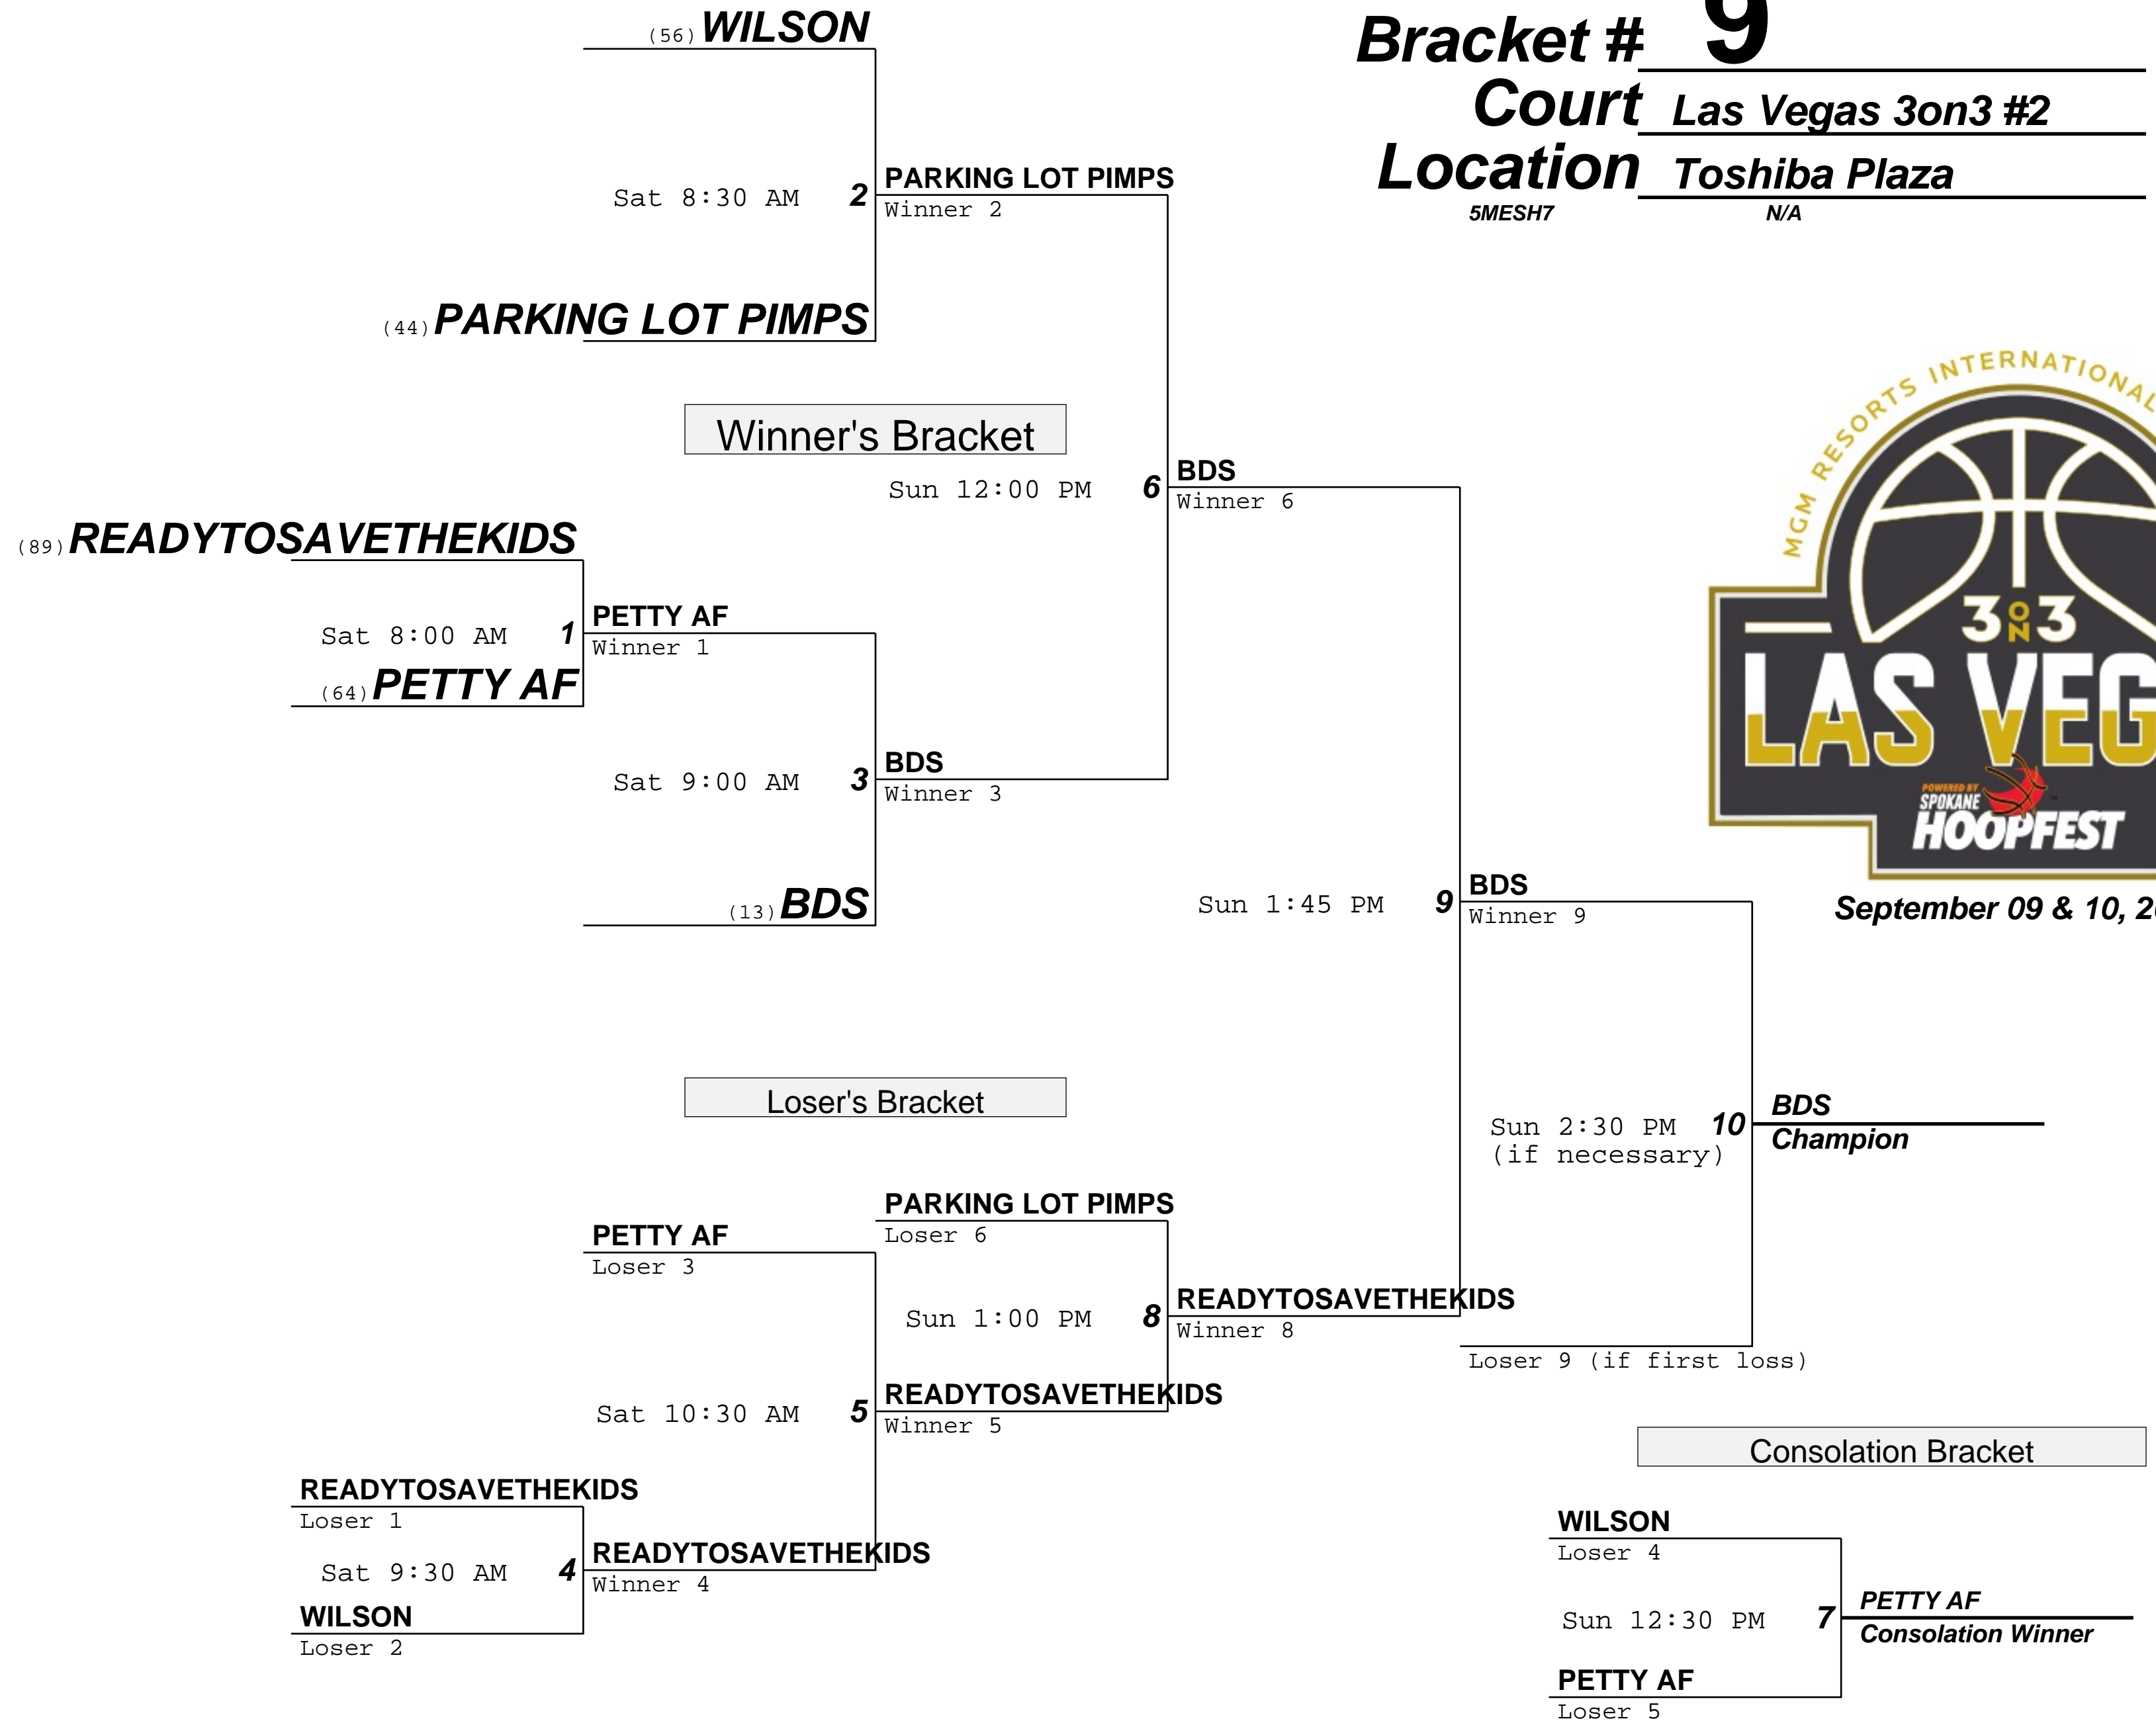 (56) WILSON
Bracket # 9
Court Las Vegas 3on3 #2
Location Toshiba Plaza
5MESH7 N/A
Sat 8:30 AM 2 PARKING LOT PIMPS
Winner 2
(44) PARKING LOT PIMPS
MGM RESORTS INTERNATIONAL
Winner's Bracket
Sun 12:00 PM 6 BDS
Winner 6
(89) READYTOSAVETHEKIDS
Sat 8:00 AM 1 PETTY AF
Winner 1
(64) PETTY AF
3 ON 3
LAS VEG
POWERED BY
SPOKANE
HOOPFEST
Sat 9:00 AM 3 BDS
Winner 3
(13) BDS
Sun 1:45 PM 9 BDS
Winner 9
September 09 & 10, 2
Loser's Bracket
Sun 2:30 PM 10 BDS
(if necessary) Champion
PARKING LOT PIMPS
Loser 6
PETTY AF
Loser 3
Sun 1:00 PM 8 READYTOSAVETHEKIDS
Winner 8
Loser 9 (if first loss)
Sat 10:30 AM 5 READYTOSAVETHEKIDS
Winner 5
Consolation Bracket
READYTOSAVETHEKIDS
Loser 1
Sat 9:30 AM 4 READYTOSAVETHEKIDS
Winner 4
WILSON
Loser 2
WILSON
Loser 4
Sun 12:30 PM 7 PETTY AF
Consolation Winner
PETTY AF
Loser 5